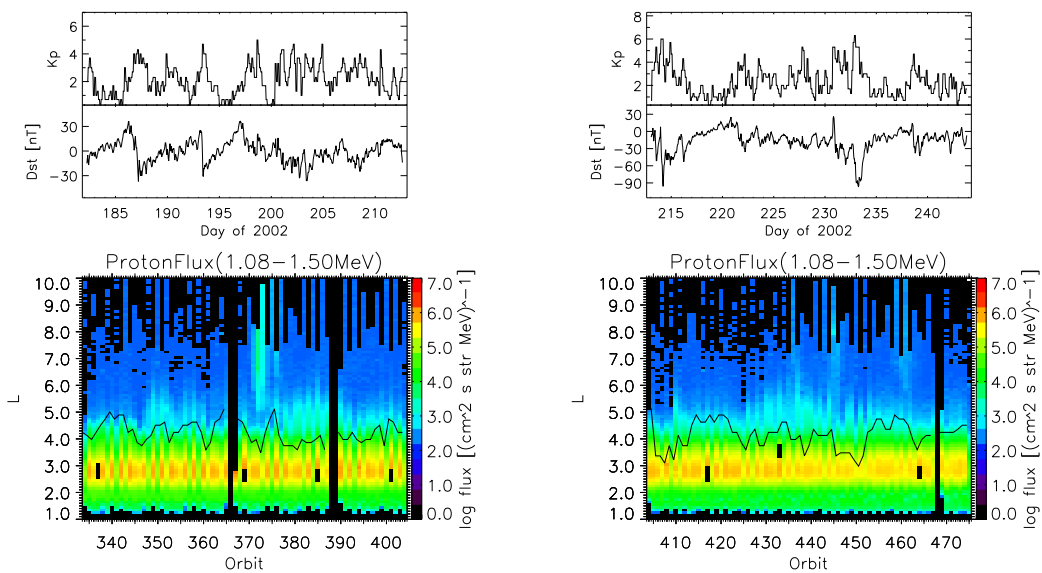 6
4
2
Kp
30
0
−30
Dst [nT]
185 190 195 200 205 210
Day of 2002
8
6
4
2
Kp
30
0
−30
−60
−90
Dst [nT]
215 220 225 230 235 240
Day of 2002
ProtonFlux(1.08−1.50MeV)
10.0
9.0
8.0
7.0
6.0
5.0
4.0
3.0
2.0
1.0
L
340 350 360 370 380 390 400
Orbit
7.0
6.0
5.0
4.0
3.0
2.0
1.0
0.0
log flux [(cm^2 s str MeV)^−1]
ProtonFlux(1.08−1.50MeV)
10.0
9.0
8.0
7.0
6.0
5.0
4.0
3.0
2.0
1.0
L
410 420 430 440 450 460 470
Orbit
7.0
6.0
5.0
4.0
3.0
2.0
1.0
0.0
log flux [(cm^2 s str MeV)^−1]